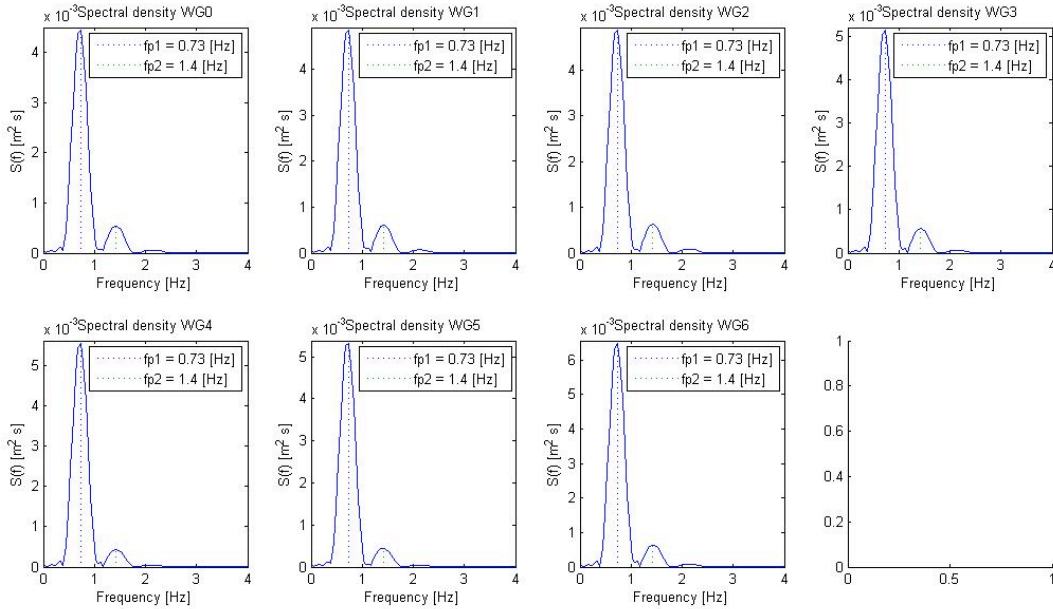 x 10-3 Spectral density WG0
fp1 = 0.73 [Hz]
fp2 = 1.4 [Hz]
4
3
2
1
0
S(f) [m2 s]
0 1 2 3 4
Frequency [Hz]
x 10-3 Spectral density WG1
fp1 = 0.73 [Hz]
fp2 = 1.4 [Hz]
4
3
2
1
0
S(f) [m2 s]
0 1 2 3 4
Frequency [Hz]
x 10-3 Spectral density WG2
fp1 = 0.73 [Hz]
fp2 = 1.4 [Hz]
4
3
2
1
0
S(f) [m2 s]
0 1 2 3 4
Frequency [Hz]
x 10-3 Spectral density WG3
fp1 = 0.73 [Hz]
fp2 = 1.4 [Hz]
5
4
3
2
1
0
S(f) [m2 s]
0 1 2 3 4
Frequency [Hz]
x 10-3 Spectral density WG4
fp1 = 0.73 [Hz]
fp2 = 1.4 [Hz]
5
4
3
2
1
0
S(f) [m2 s]
0 1 2 3 4
Frequency [Hz]
x 10-3 Spectral density WG5
fp1 = 0.73 [Hz]
fp2 = 1.4 [Hz]
5
4
3
2
1
0
S(f) [m2 s]
0 1 2 3 4
Frequency [Hz]
x 10-3 Spectral density WG6
fp1 = 0.73 [Hz]
fp2 = 1.4 [Hz]
6
5
4
3
2
1
0
S(f) [m2 s]
0 1 2 3 4
Frequency [Hz]
1
0.8
0.6
0.4
0.2
0
0 0.5 1